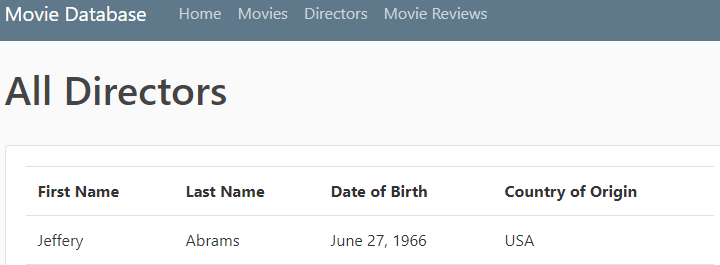 Movie Database Home Movies Directors Movie Reviews
All Directors
First Name Last Name Date of Birth Country of Origin
Jeffery Abrams June 27, 1966 USA